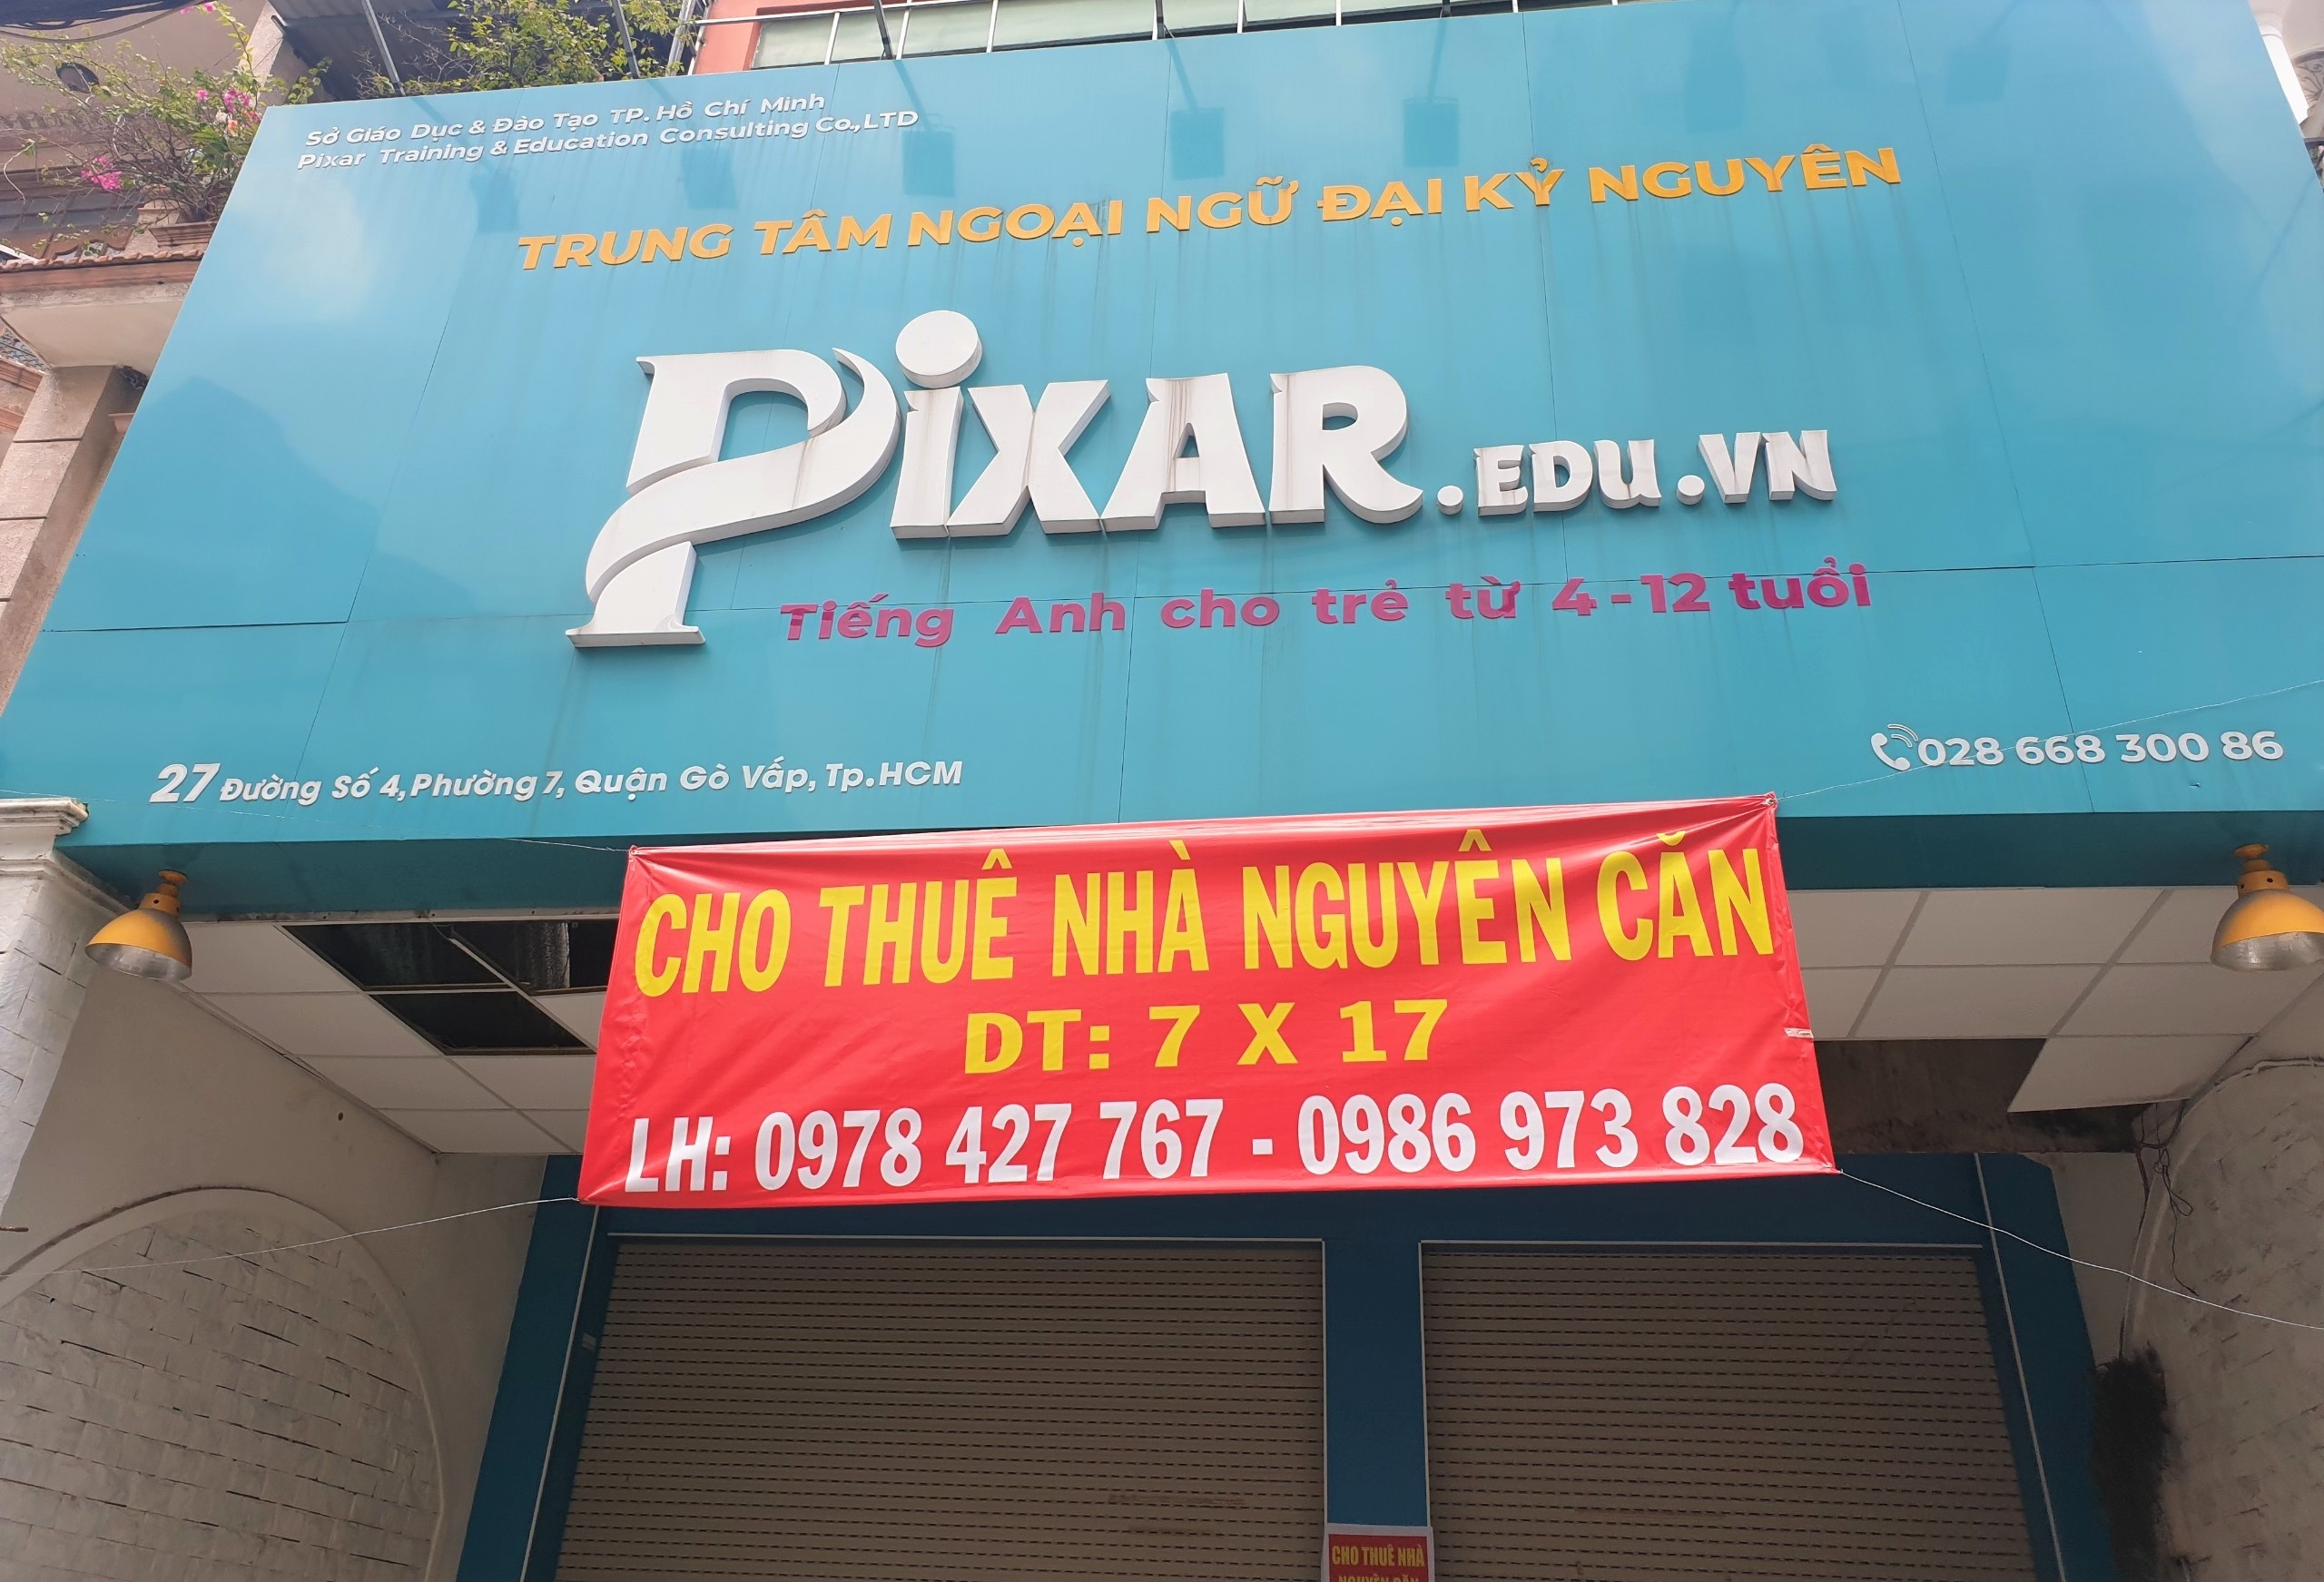 Sở Giáo Dục & Đào Tạo TP. Hồ Chí Minh
Pixar Training & Education Consulting Co.,LTD
TRUNG TÂM NGOẠI NGỮ ĐẠI KỶ NGUYÊN
PiXAR.EDU.VN
Tiếng Anh cho trẻ từ 4-12 tuổi
27 Đường Số 4, Phường 7, Quận Gò Vấp, Tp.HCM
028 668 300 86
CHO THUÊ NHÀ NGUYÊN CĂN
DT: 7 X 17
LH: 0978 427 767 - 0986 973 828
CHO THUÊ NHÀ
NGUYÊN CĂN